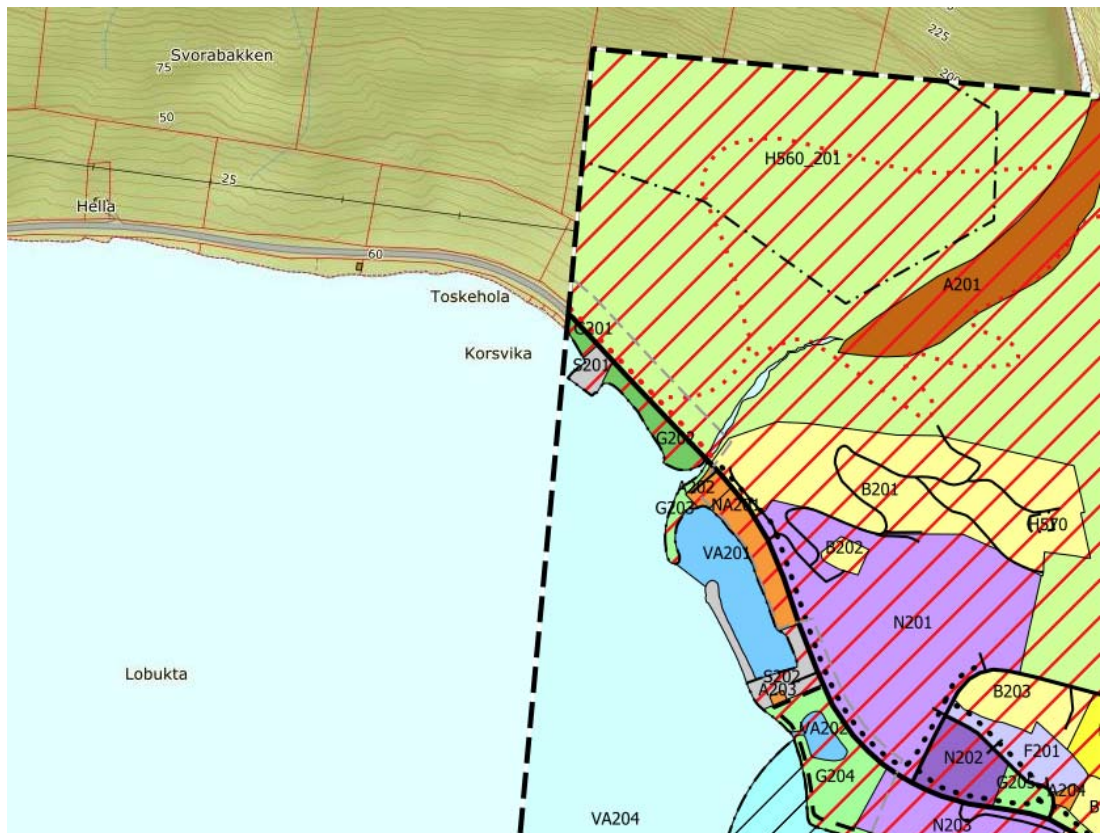 225
Svorabakken
75
200
50
H560_201
25
Hella
60
A201
Toskehola
G201
Korsvika
S201
G202
A202
B201
NA201
G203
H570
B202
VA201
N201
Lobukta
S202
A203
B203
VA202
F201
N202
G204
G205
A204
B
VA204
N203